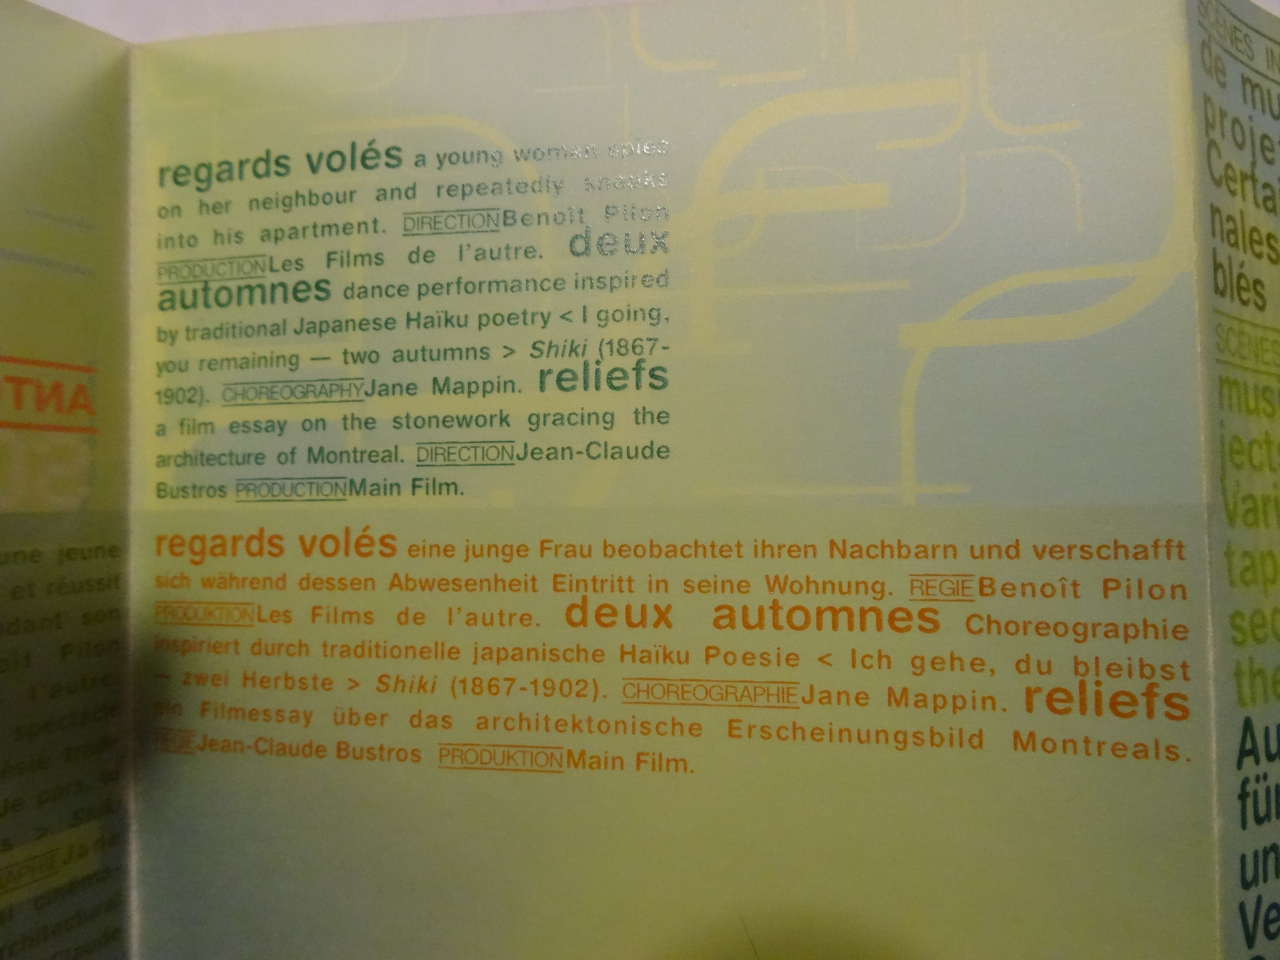 regards volés a young woman spies
on her neighbour and repeatedly sneaks
into his apartment. DIRECTION Benoît Pilon
PRODUCTION Les Films de l'autre. deux
automnes dance performance inspired
by traditional Japanese Haïku poetry < I going,
you remaining — two autumns > Shiki (1867-
1902). CHOREOGRAPHY Jane Mappin. reliefs
a film essay on the stonework gracing the
architecture of Montreal. DIRECTION Jean-Claude
Bustros PRODUCTION Main Film.
regards volés eine junge Frau beobachtet ihren Nachbarn und verschafft
sich während dessen Abwesenheit Eintritt in seine Wohnung. REGIE Benoît Pilon
PRODUKTION Les Films de l'autre. deux automnes Choreographie
inspiriert durch traditionelle japanische Haïku Poesie < Ich gehe, du bleibst
— zwei Herbste > Shiki (1867-1902). CHOREOGRAPHIE Jane Mappin. reliefs
ein Filmessay über das architektonische Erscheinungsbild Montreals.
REGIE Jean-Claude Bustros PRODUKTION Main Film.
une jeune
et réussit
son
Pilon
l'autre.
spectacle
SCENES IN
de mu
proje
Certa
nales
blés
SCENES
mus
jects
Vari
tap
sec
the
Au
für
un
Ve